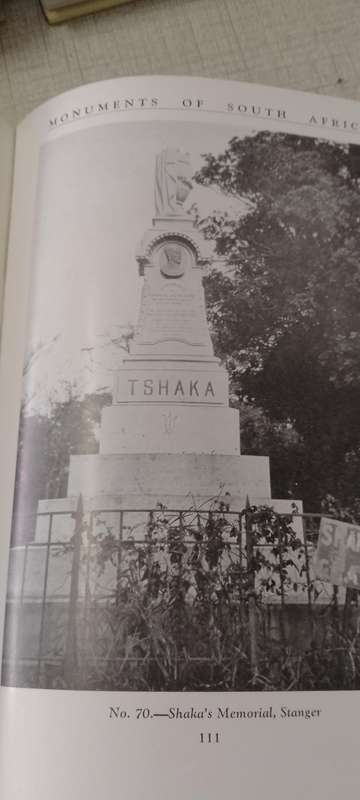 MONUMENTS OF SOUTH AFRIC
TSHAKA
No. 70.—Shaka's Memorial, Stanger
111